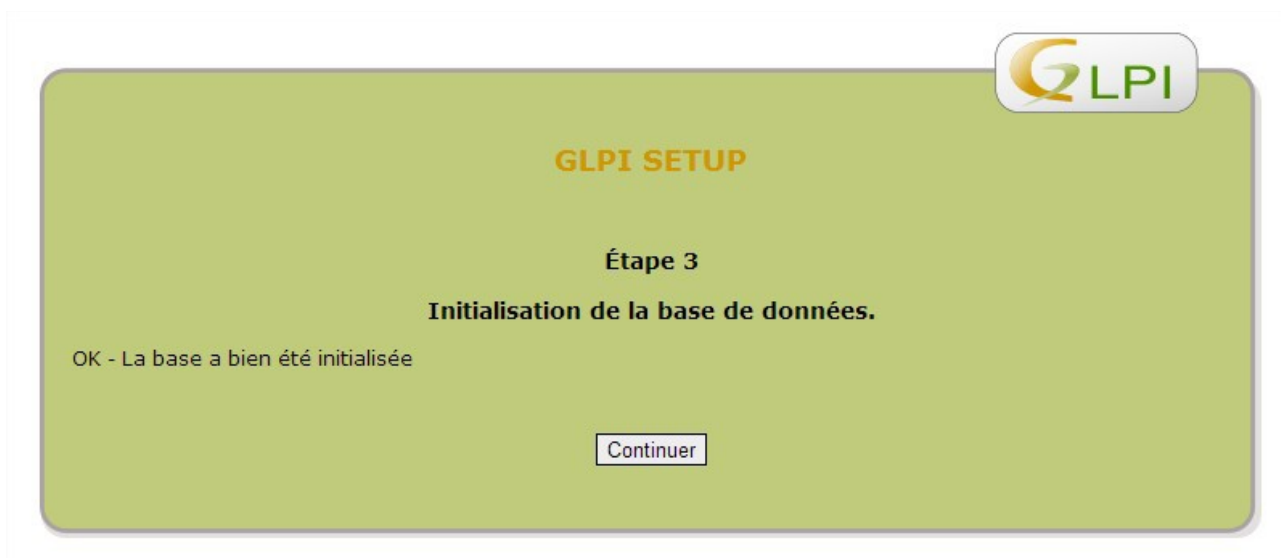 GLPI
GLPI SETUP
Étape 3
Initialisation de la base de données.
OK - La base a bien été initialisée
Continuer